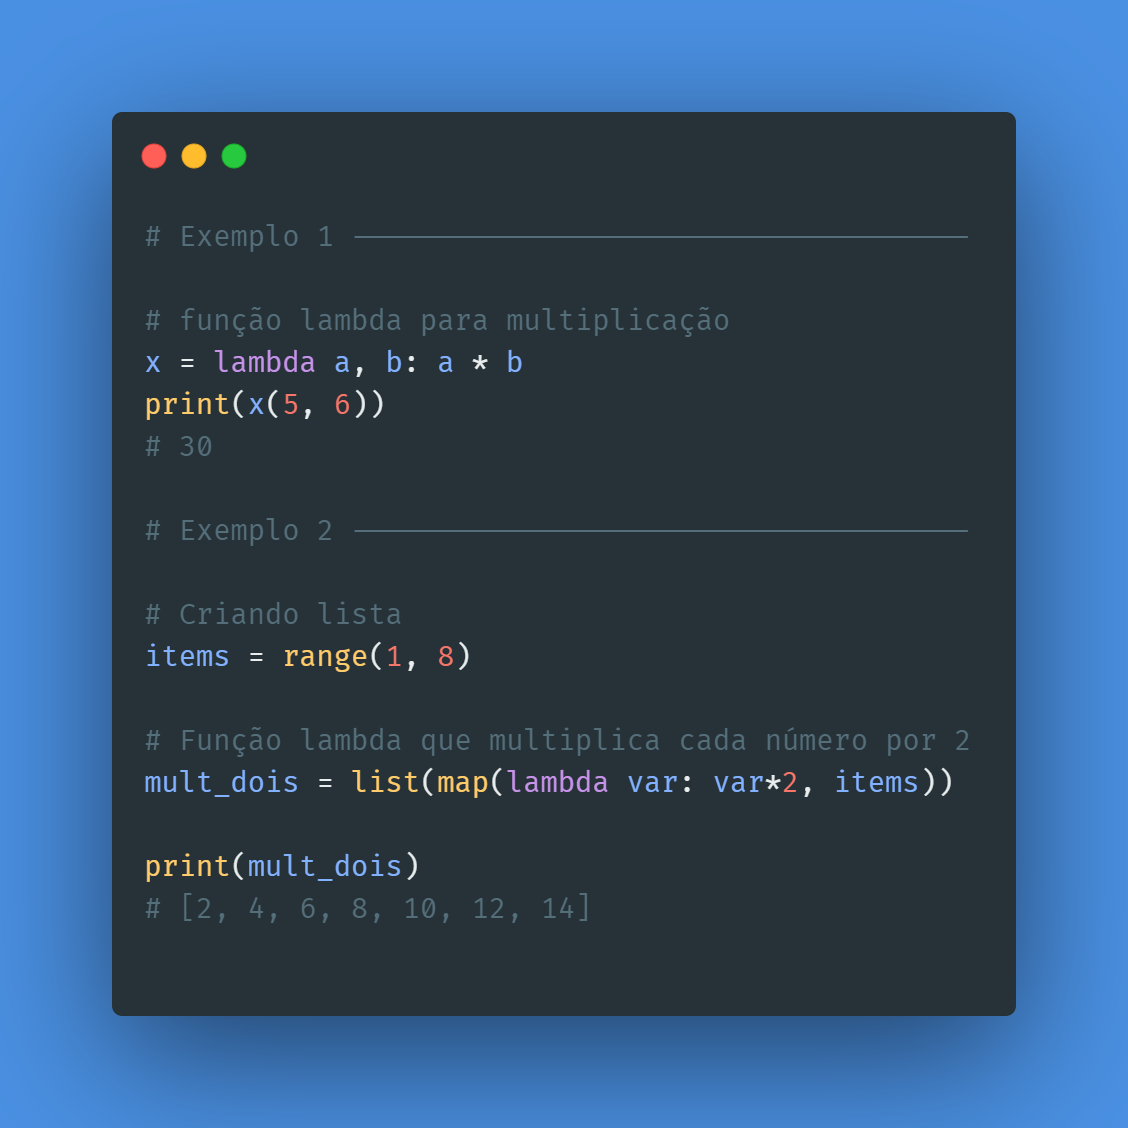 # Exemplo 1 ————————————————————————————————————
# função lambda para multiplicação
x = lambda a, b: a * b
print(x(5, 6))
# 30
# Exemplo 2 ————————————————————————————————————
# Criando lista
items = range(1, 8)
# Função lambda que multiplica cada número por 2
mult_dois = list(map(lambda var: var*2, items))
print(mult_dois)
# [2, 4, 6, 8, 10, 12, 14]